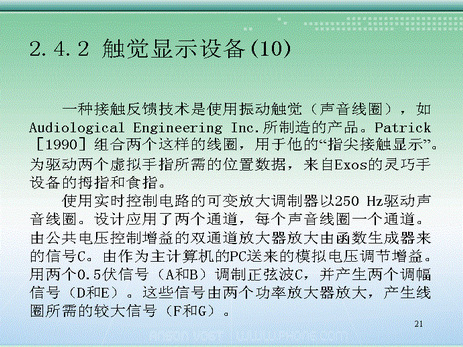 2.4.2 触觉显示设备(10)
一种接触反馈技术是使用振动触觉（声音线圈），如
Audiological Engineering Inc.所制造的产品。Patrick
［1990］组合两个这样的线圈，用于他的“指尖接触显示”。
为驱动两个虚拟手指所需的位置数据，来自Exos的灵巧手
设备的拇指和食指。
使用实时控制电路的可变放大调制器以250 Hz驱动声
音线圈。设计应用了两个通道，每个声音线圈一个通道。
由公共电压控制增益的双通道放大器放大由函数生成器来
的信号C。由作为主计算机的PC送来的模拟电压调节增益。
用两个0.5伏信号（A和B）调制正弦波C，并产生两个调幅
信号（D和E）。这些信号由两个功率放大器放大，产生线
圈所需的较大信号（F和G）。
21